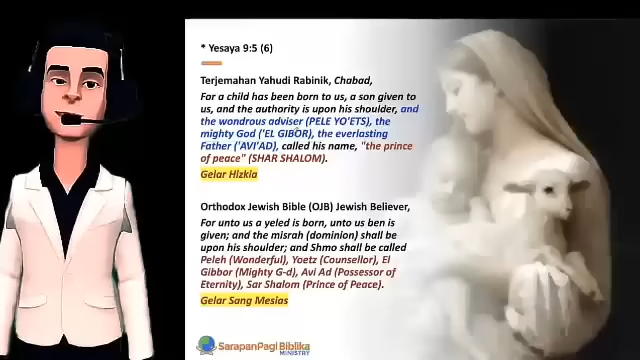 * Yesaya 9:5 (6)
Terjemahan Yahudi Rabinik, Chabad,
For a child has been born to us, a son given to
us, and the authority is upon his shoulder, and
the wondrous adviser (PELE YO'ETS), the
mighty God ('EL GIBOR), the everlasting
Father ('AVI'AD), called his name, "the prince
of peace" (SHAR SHALOM).
Gelar Hizkia
Orthodox Jewish Bible (OJB) Jewish Believer,
For unto us a yeled is born, unto us ben is
given; and the misrah (dominion) shall be
upon his shoulder; and Shmo shall be called
Peleh (Wonderful), Yoetz (Counsellor), El
Gibbor (Mighty G-d), Avi Ad (Possessor of
Eternity), Sar Shalom (Prince of Peace).
Gelar Sang Mesias
SarapanPagi Biblika
MINISTRY